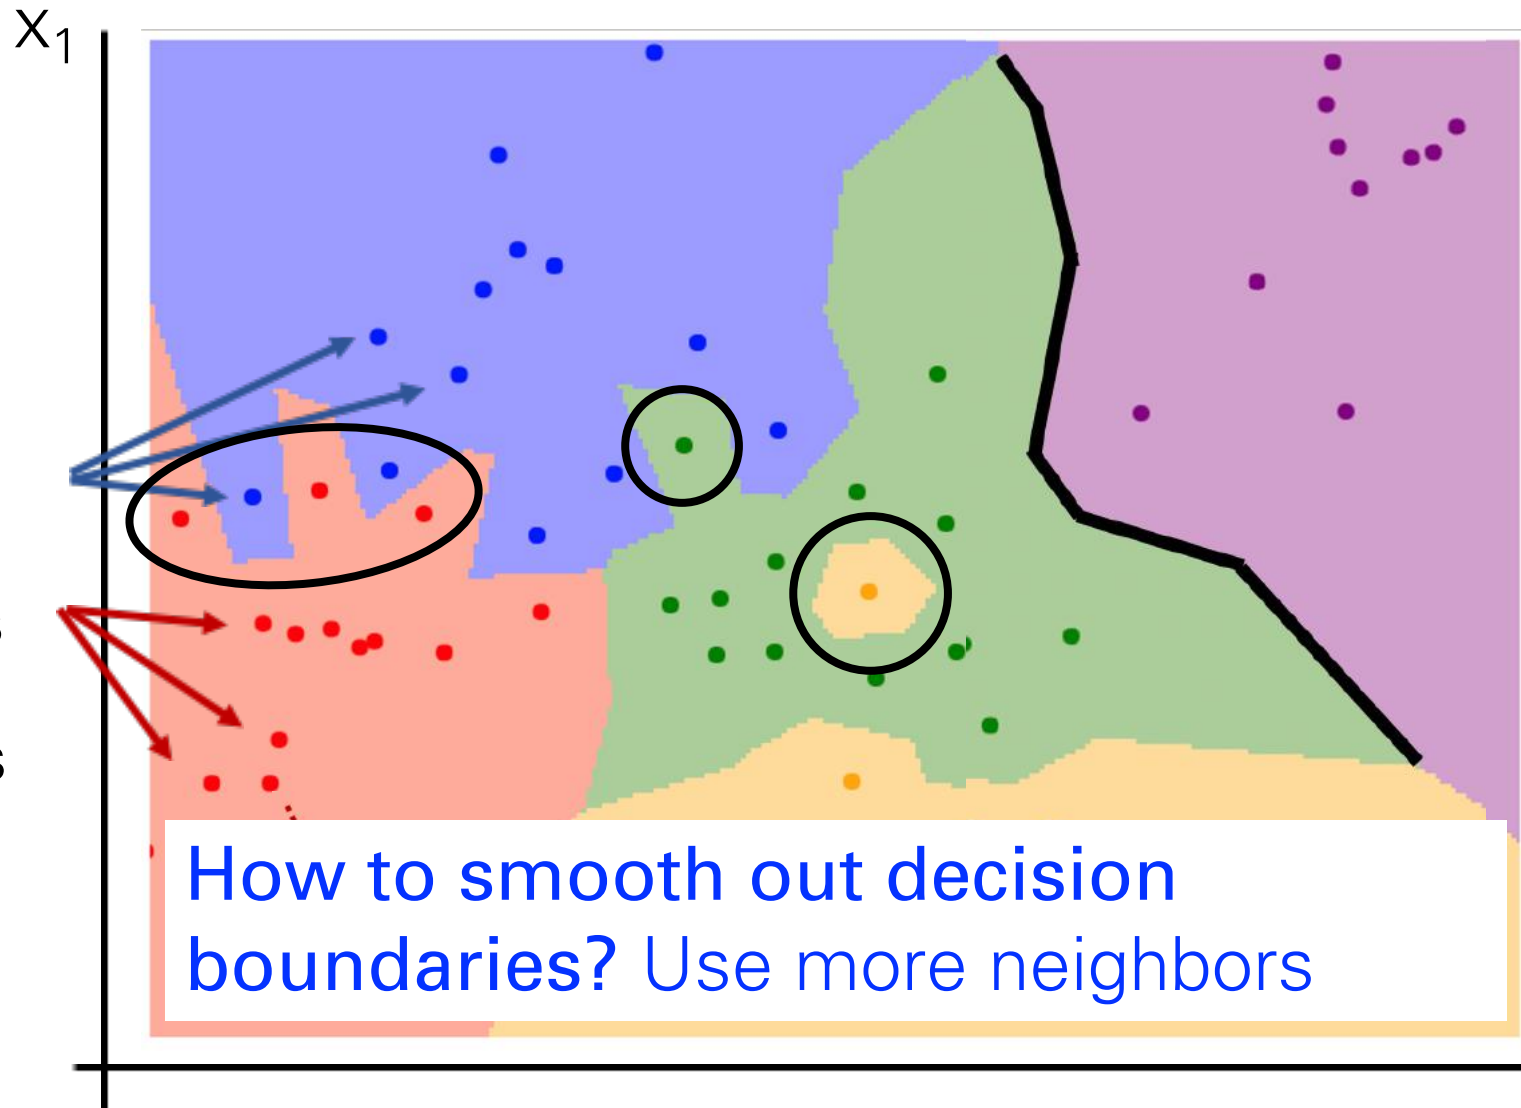 x₁
s
s
How to smooth out decision
boundaries? Use more neighbors